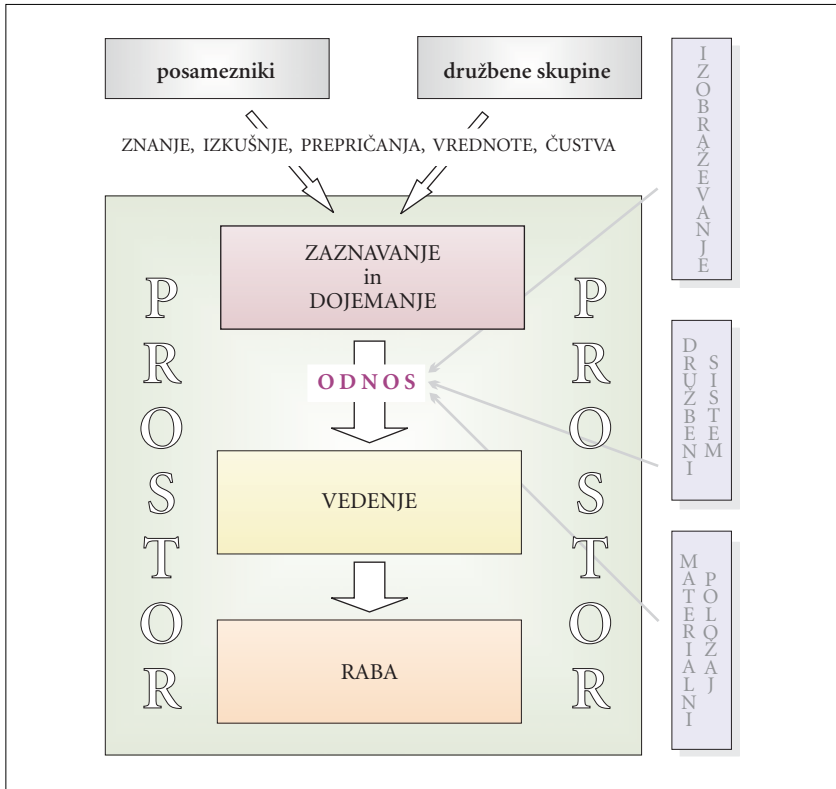 posamezniki
družbene skupine
ZNANJE, IZKUŠNJE, PREPRIČANJA, VREDNOTE, ČUSTVA
PROSTOR
ZAZNAVANJE
in
DOJEMANJE
ODNOS
VEDENJE
RABA
PROSTOR
IZOBRAŽEVANJE
DRUŽBENI
SISTEM
MATERIALNI
POLOŽAJ